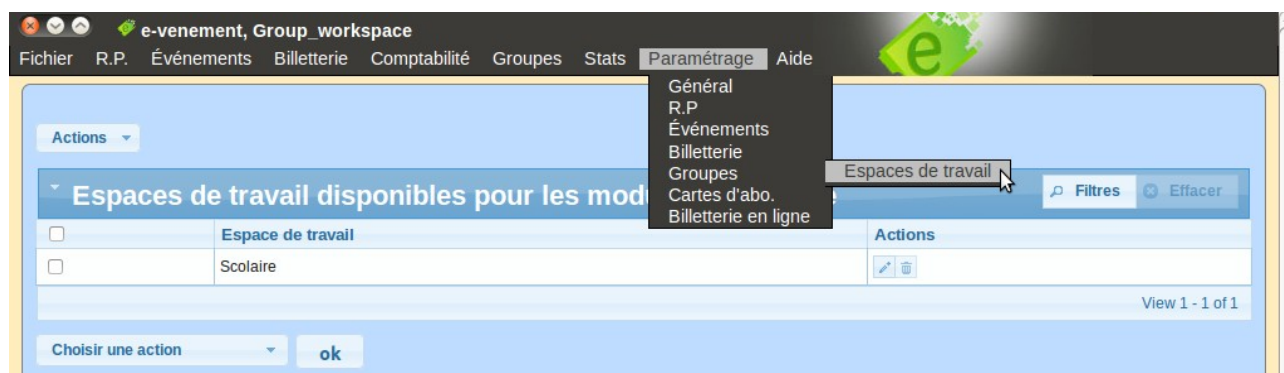 e-venement, Group_workspace
Fichier R.P. Événements Billetterie Comptabilité Groupes Stats Paramétrage Aide
e
Général
R.P
Événements
Billetterie
Groupes
Cartes d'abo.
Billetterie en ligne
Espaces de travail
Actions
Espaces de travail disponibles pour les
Filtres Effacer
Espace de travail Actions
Scolaire
View 1 - 1 of 1
Choisir une action ok